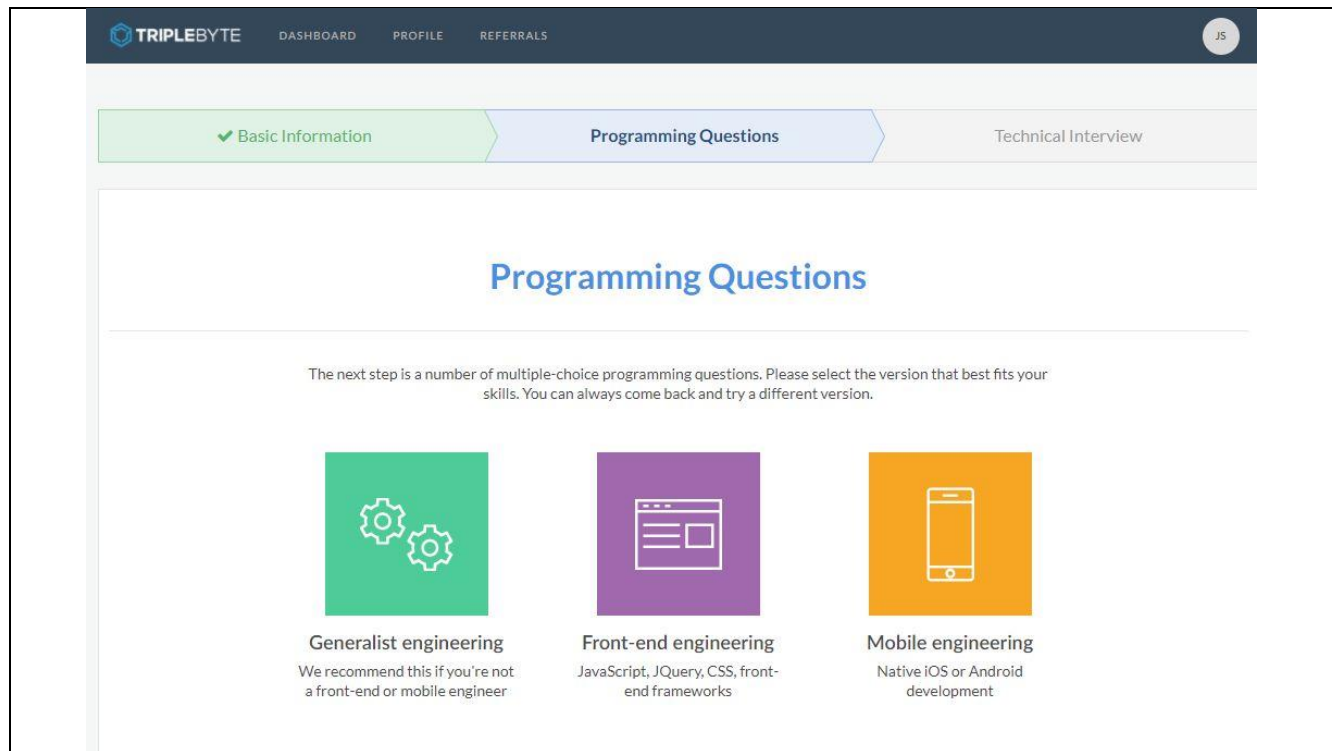 TRIPLEBYTE DASHBOARD PROFILE REFERRALS JS
✔ Basic Information Programming Questions Technical Interview
Programming Questions
The next step is a number of multiple-choice programming questions. Please select the version that best fits your
skills. You can always come back and try a different version.
Generalist engineering
We recommend this if you're not
a front-end or mobile engineer
Front-end engineering
JavaScript, JQuery, CSS, front-
end frameworks
Mobile engineering
Native iOS or Android
development